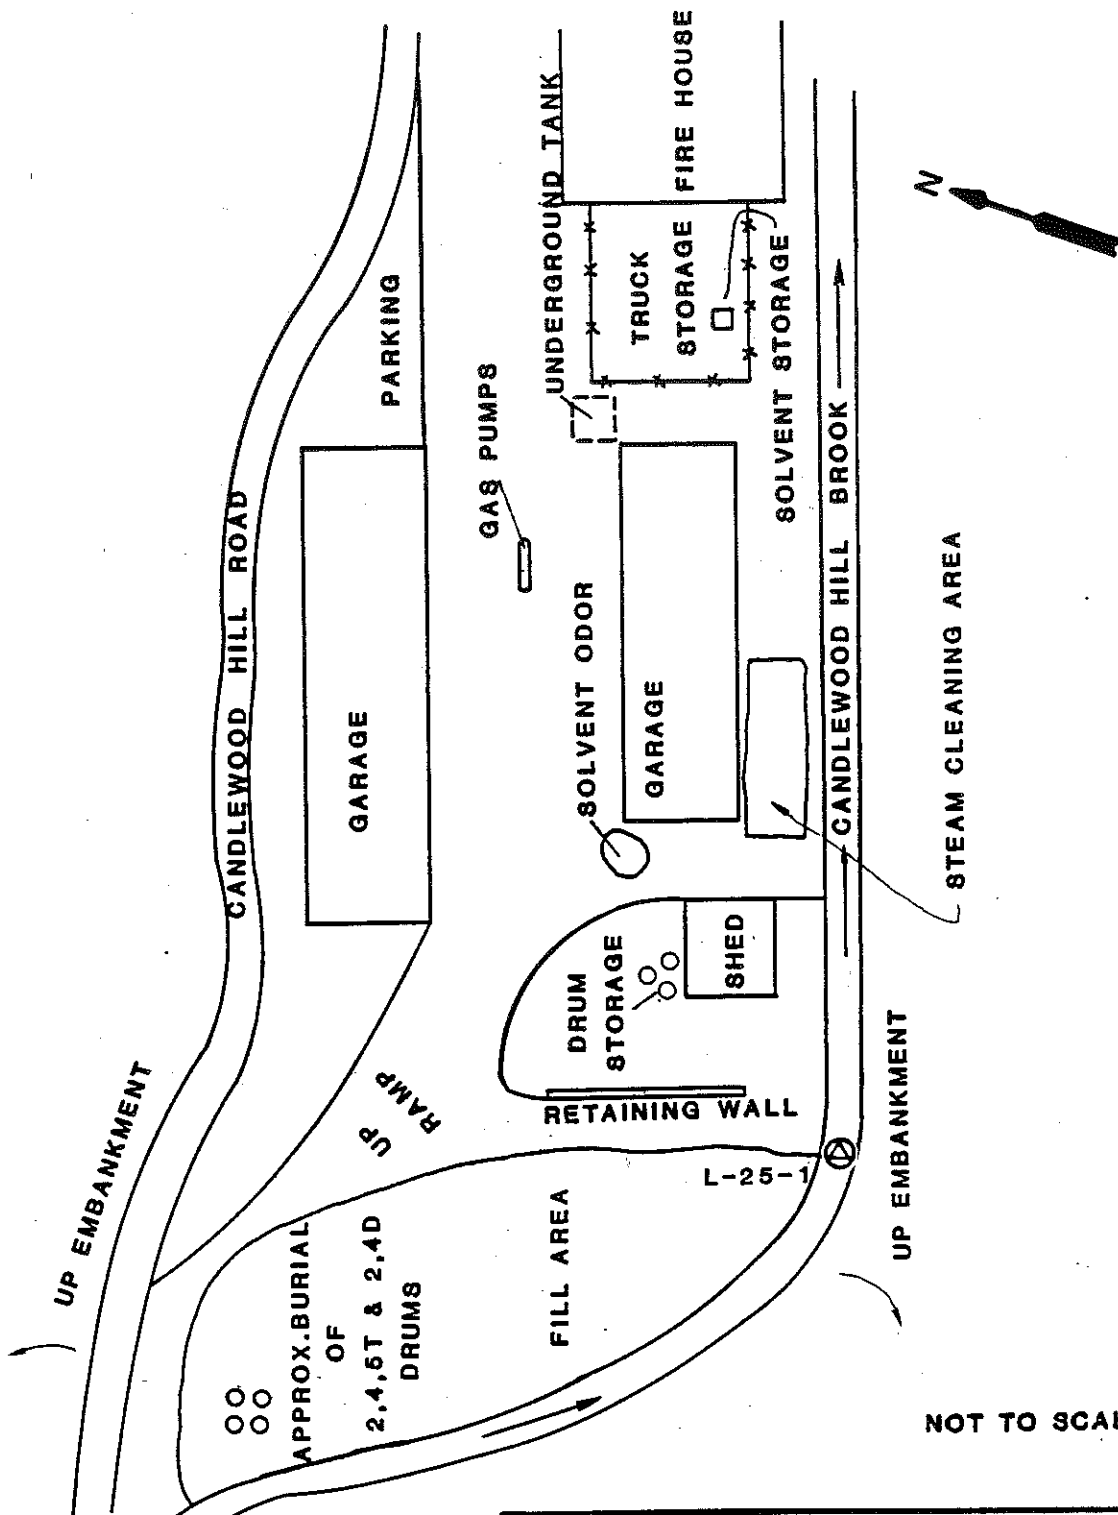 UP EMBANKMENT
CANDLEWOOD HILL ROAD
PARKING
GARAGE
UP
RAMP
GAS PUMPS
UNDERGROUND TANK
TRUCK
STORAGE
FIRE HOUSE
SOLVENT STORAGE
SOLVENT ODOR
GARAGE
DRUM
STORAGE
SHED
RETAINING WALL
L-25-1
APPROX.BURIAL
OF
2,4,5T & 2,4D
DRUMS
FILL AREA
CANDLEWOOD HILL BROOK
STEAM CLEANING AREA
UP EMBANKMENT
N
NOT TO SCAL